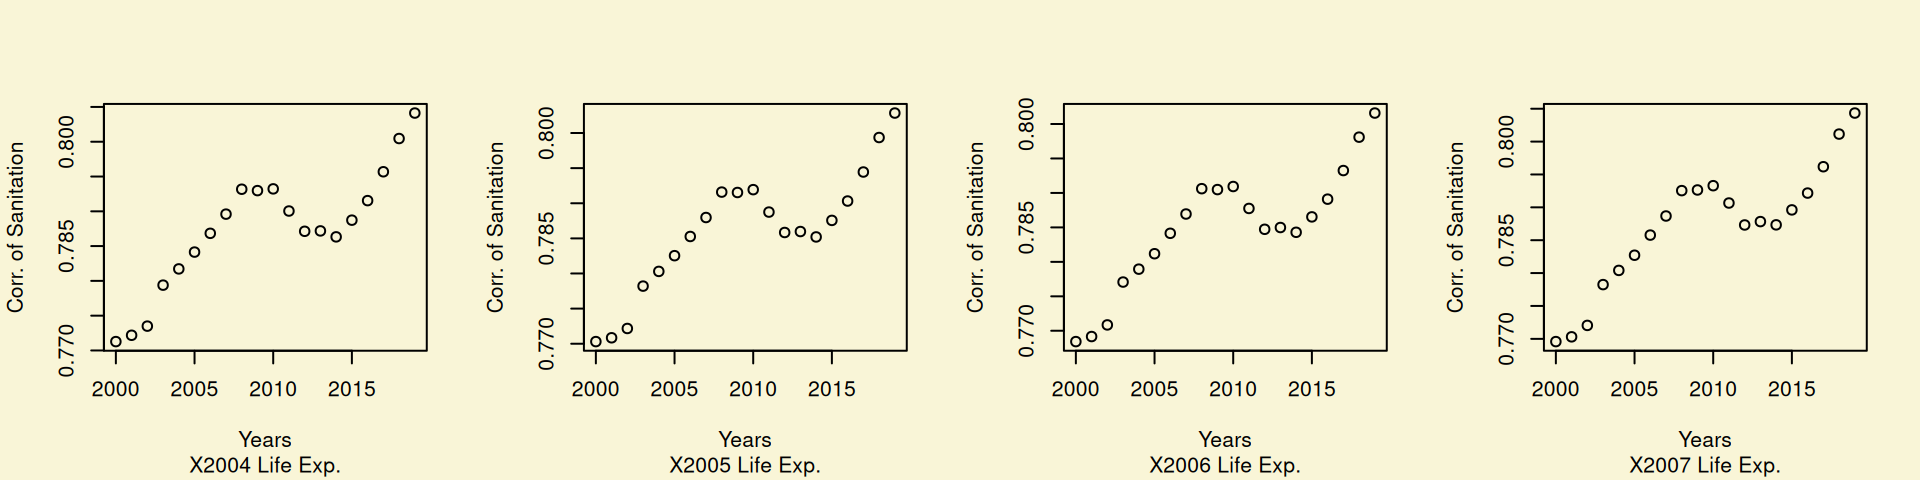 Corr. of Sanitation
0.770 0.785 0.800
2000 2005 2010 2015
Years
X2004 Life Exp.
Corr. of Sanitation
0.770 0.785 0.800
2000 2005 2010 2015
Years
X2005 Life Exp.
Corr. of Sanitation
0.770 0.785 0.800
2000 2005 2010 2015
Years
X2006 Life Exp.
Corr. of Sanitation
0.770 0.785 0.800
2000 2005 2010 2015
Years
X2007 Life Exp.